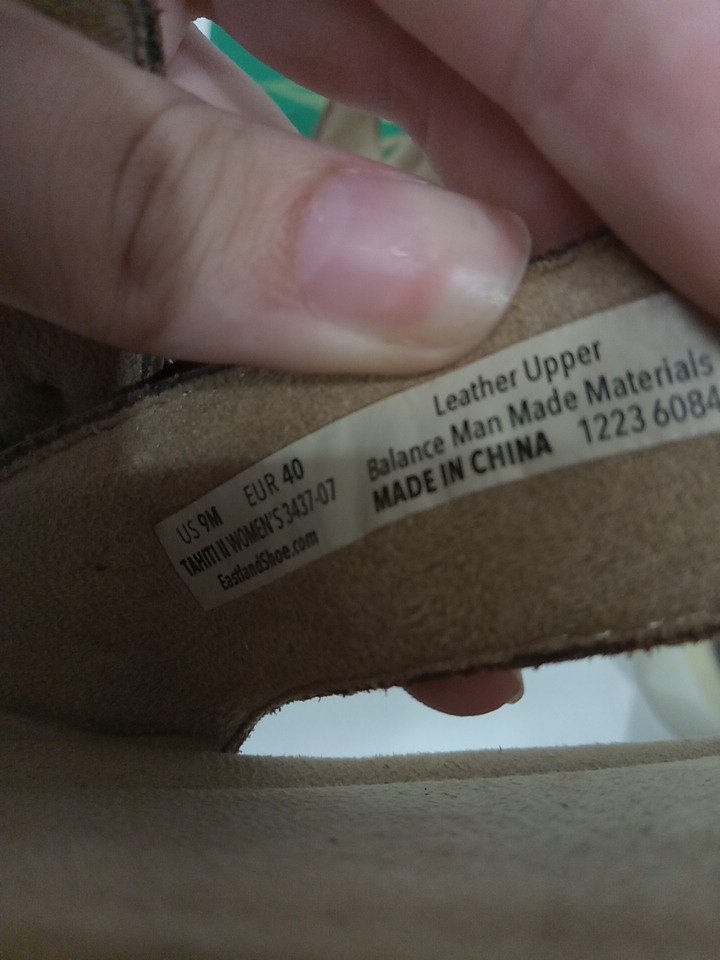 US 9M EUR 40
TAHITI II WOMEN'S 3437-07
EastlandShoe.com
Leather Upper
Balance Man Made Materials
MADE IN CHINA 1223 6084